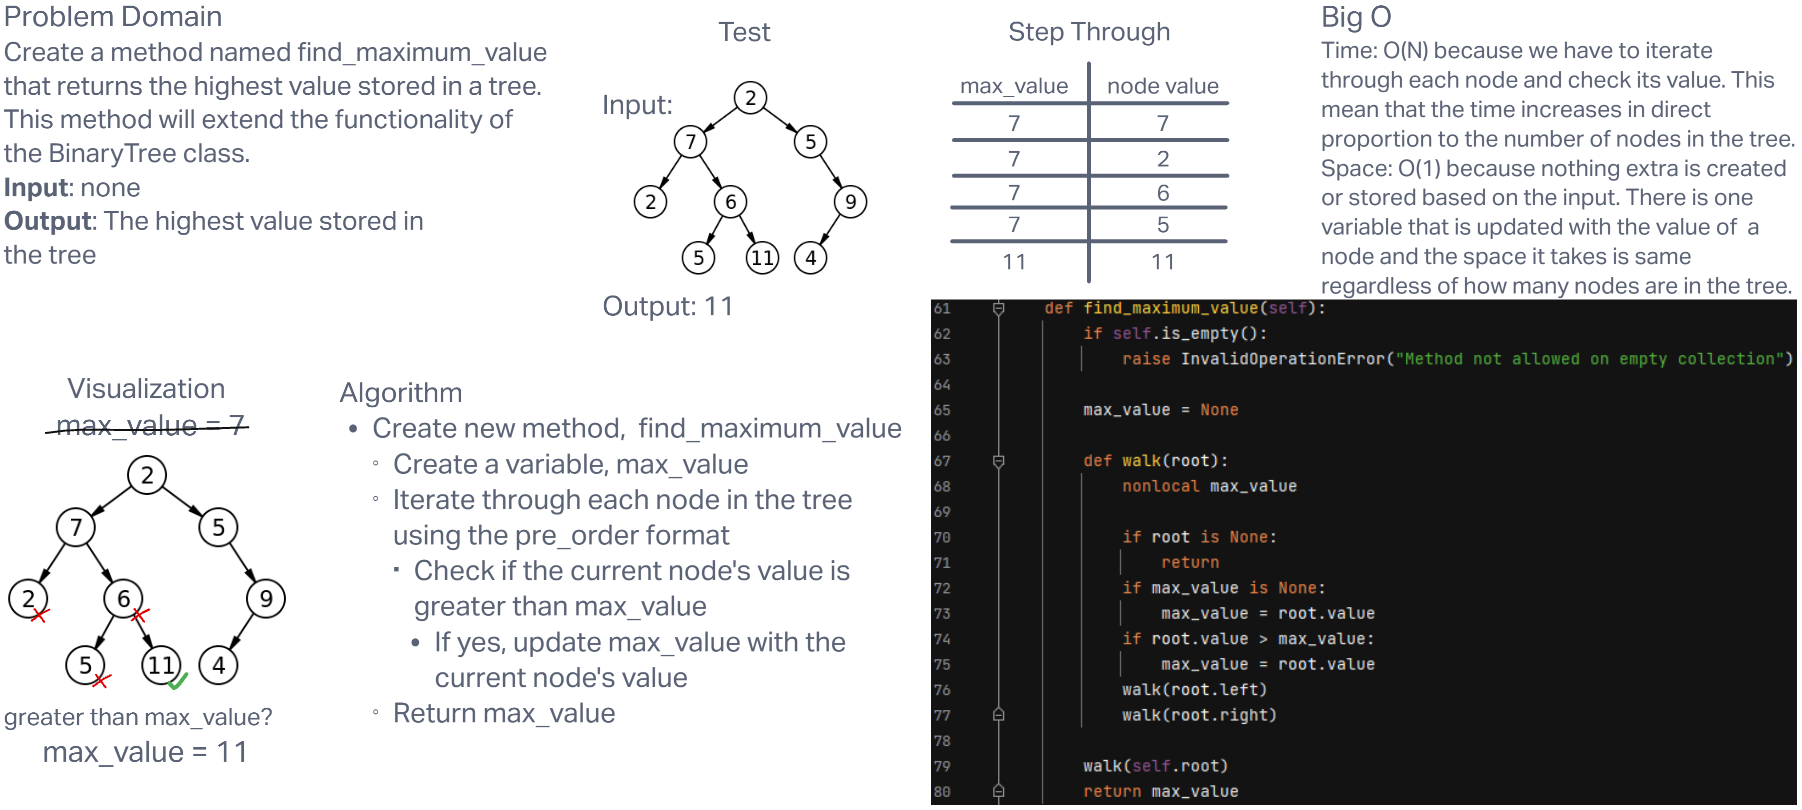 Problem Domain
Create a method named find_maximum_value
that returns the highest value stored in a tree.
This method will extend the functionality of
the BinaryTree class.
Input: none
Output: The highest value stored in
the tree
Test
Input:
2
7 5
2 6 9
5 11 4
Output: 11
Step Through
max_value node value
7 7
7 2
7 6
7 5
11 11
Big O
Time: O(N) because we have to iterate
through each node and check its value. This
mean that the time increases in direct
proportion to the number of nodes in the tree.
Space: O(1) because nothing extra is created
or stored based on the input. There is one
variable that is updated with the value of a
node and the space it takes is same
regardless of how many nodes are in the tree.
Visualization
max_value = 7
2
7 5
2 6 9
5 11 4
greater than max_value?
max_value = 11
Algorithm
• Create new method, find_maximum_value
◦ Create a variable, max_value
◦ Iterate through each node in the tree
using the pre_order format
▪ Check if the current node's value is
greater than max_value
• If yes, update max_value with the
current node's value
◦ Return max_value
61 def find_maximum_value(self):
62 if self.is_empty():
63 raise InvalidOperationError("Method not allowed on empty collection")
64
65 max_value = None
66
67 def walk(root):
68 nonlocal max_value
69
70 if root is None:
71 return
72 if max_value is None:
73 max_value = root.value
74 if root.value > max_value:
75 max_value = root.value
76 walk(root.left)
77 walk(root.right)
78
79 walk(self.root)
80 return max_value